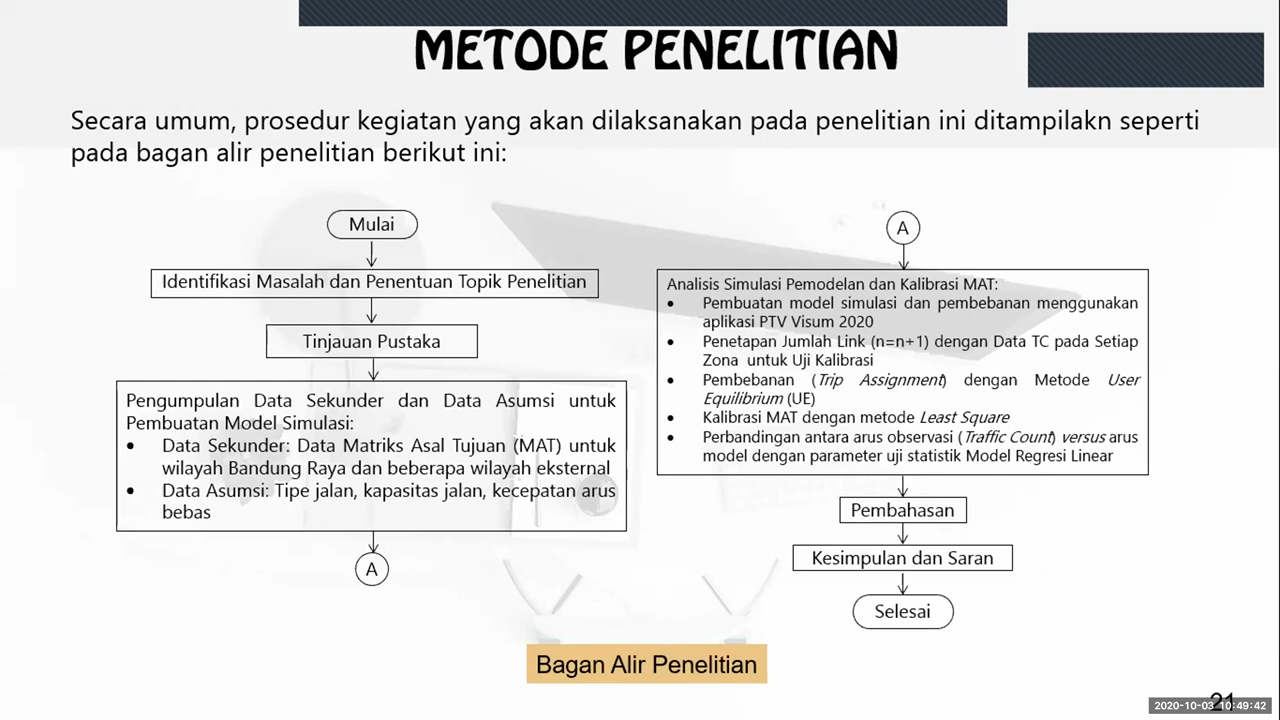 METODE PENELITIAN
Secara umum, prosedur kegiatan yang akan dilaksanakan pada penelitian ini ditampilakn seperti
pada bagan alir penelitian berikut ini:
Mulai
Identifikasi Masalah dan Penentuan Topik Penelitian
Tinjauan Pustaka
Pengumpulan Data Sekunder dan Data Asumsi untuk
Pembuatan Model Simulasi:
• Data Sekunder: Data Matriks Asal Tujuan (MAT) untuk
wilayah Bandung Raya dan beberapa wilayah eksternal
• Data Asumsi: Tipe jalan, kapasitas jalan, kecepatan arus
bebas
A
A
Analisis Simulasi Pemodelan dan Kalibrasi MAT:
• Pembuatan model simulasi dan pembebanan menggunakan
aplikasi PTV Visum 2020
• Penetapan Jumlah Link (n=n+1) dengan Data TC pada Setiap
Zona untuk Uji Kalibrasi
• Pembebanan (Trip Assignment) dengan Metode User
Equilibrium (UE)
• Kalibrasi MAT dengan metode Least Square
• Perbandingan antara arus observasi (Traffic Count) versus arus
model dengan parameter uji statistik Model Regresi Linear
Pembahasan
Kesimpulan dan Saran
Selesai
Bagan Alir Penelitian
21
2020-10-03 10:49:42